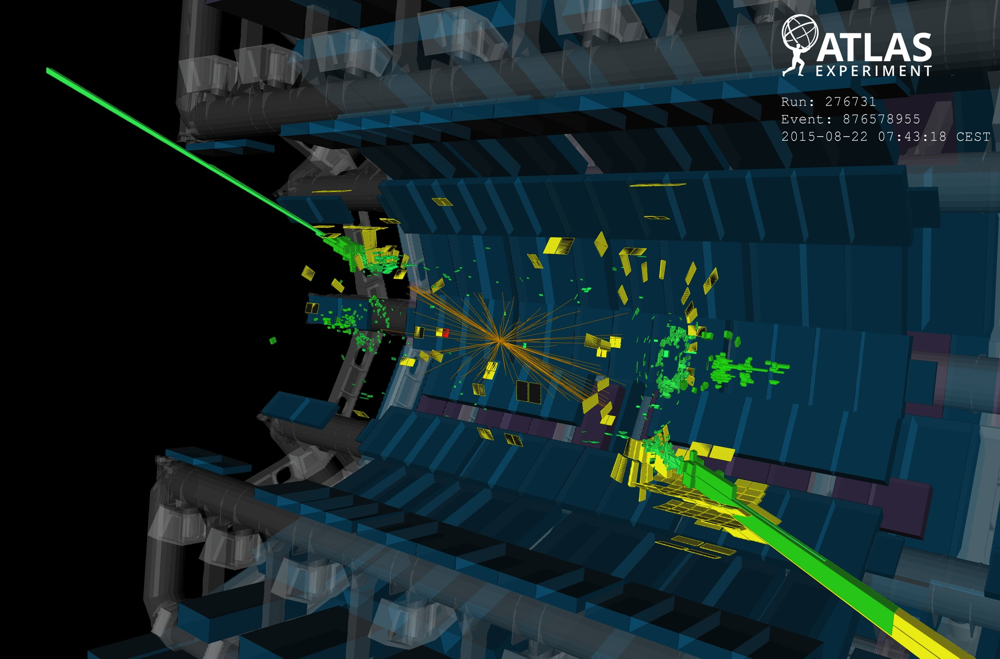 ATLAS
EXPERIMENT
Run: 276731
Event: 876578955
2015-08-22 07:43:18 CEST